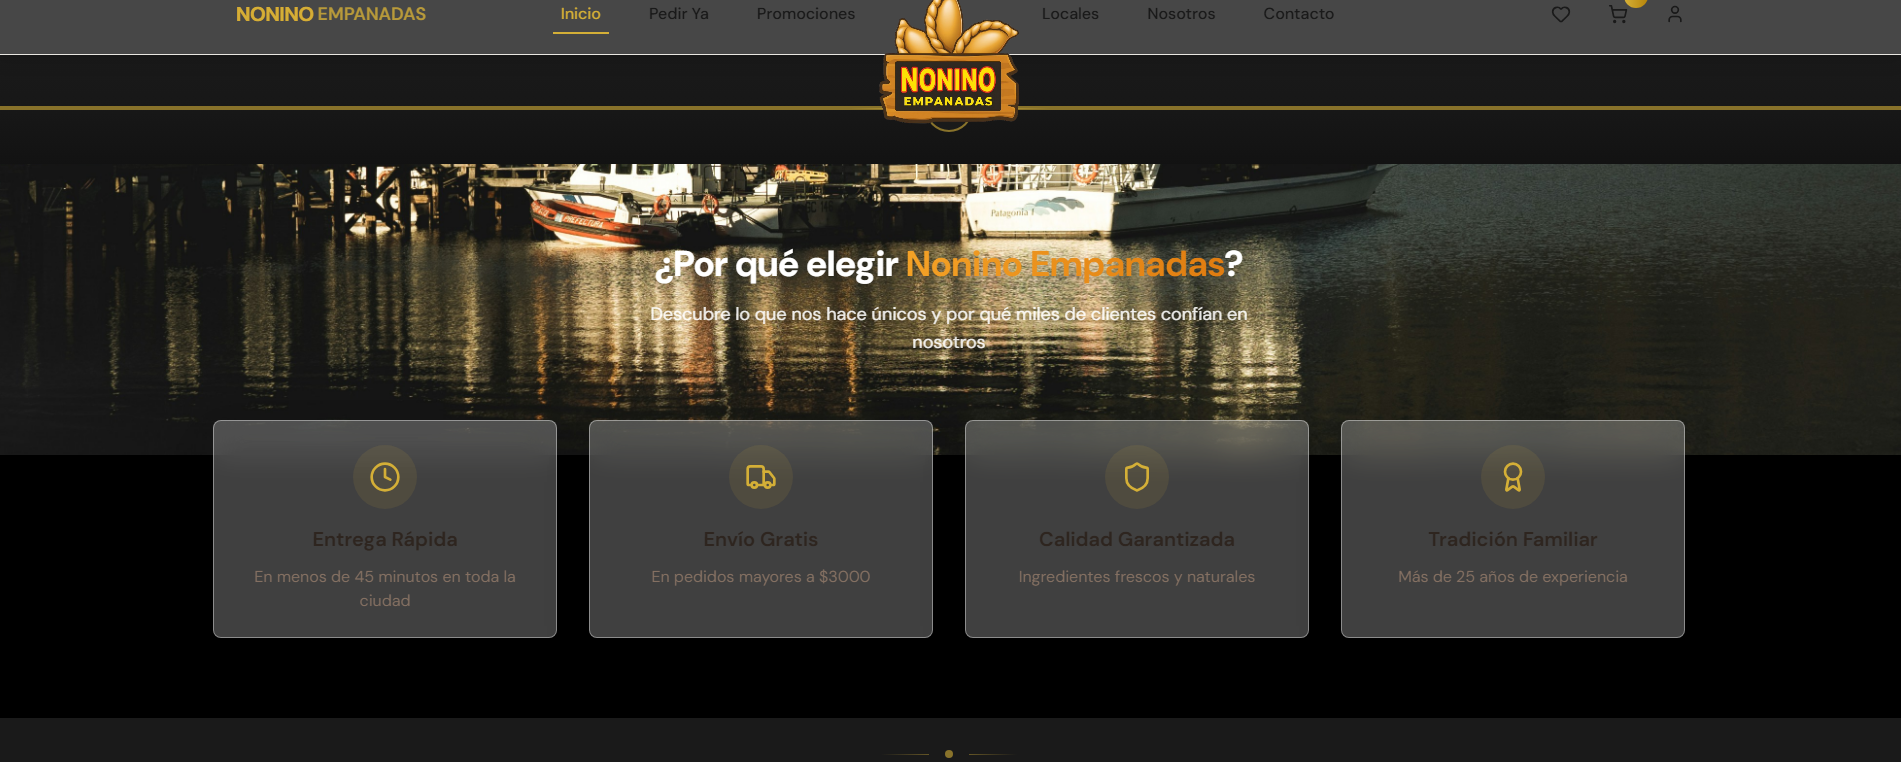 NONINO EMPANADAS
Inicio
Pedir Ya
Promociones
Locales
Nosotros
Contacto
NONINO
EMPANADAS
Patagonia I
¿Por qué elegir Nonino Empanadas?
Descubre lo que nos hace únicos y por qué miles de clientes confían en
nosotros
Entrega Rápida
En menos de 45 minutos en toda la
ciudad
Envío Gratis
En pedidos mayores a $3000
Calidad Garantizada
Ingredientes frescos y naturales
Tradición Familiar
Más de 25 años de experiencia